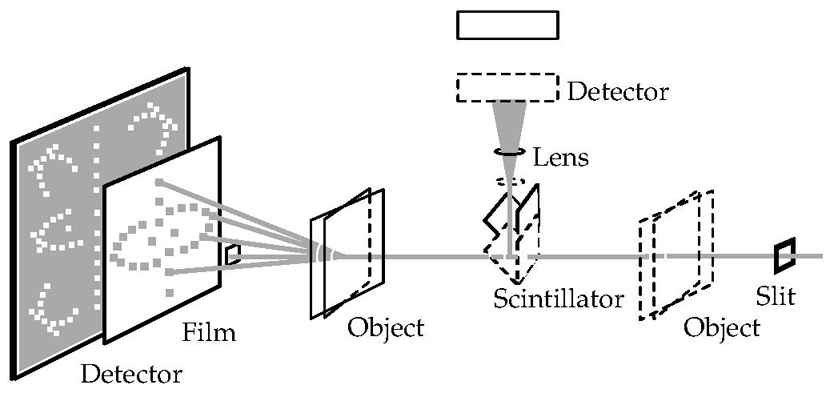 Detector
Lens
Scintillator
Slit
Object
Object
Film
Detector